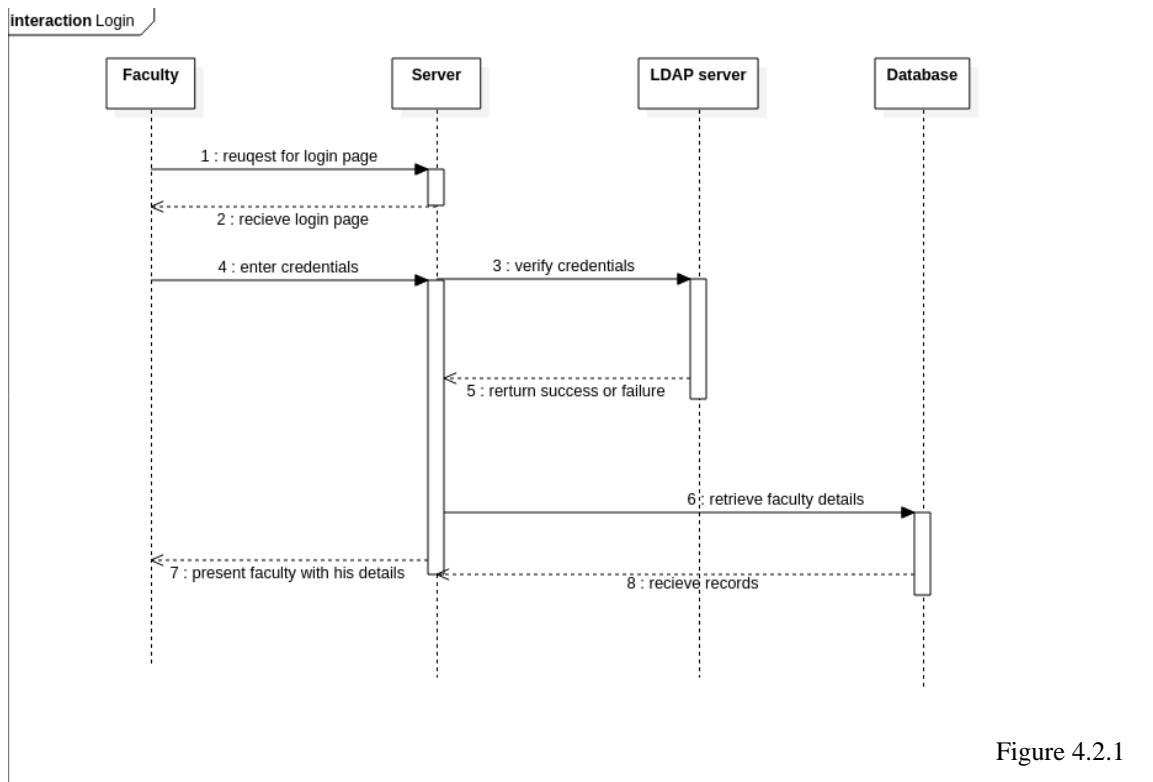 interaction Login
Faculty
Server
LDAP server
Database
1 : reuqest for login page
2 : recieve login page
4 : enter credentials
3 : verify credentials
5 : rerturn success or failure
6 : retrieve faculty details
7 : present faculty with his details
8 : recieve records
Figure 4.2.1